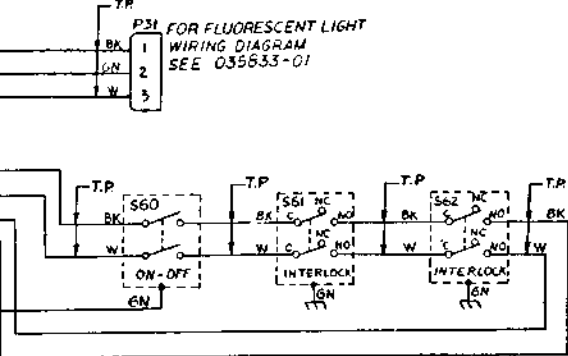 T.P.
P31 FOR FLUORESCENT LIGHT
BK 1 WIRING DIAGRAM
GN 2 SEE 035833-01
W 3
T.P. T.P. T.P. T.P.
S60 S61 NC S62 NC
BK BK C NO BK C NO BK
NC NC
W W C NO W C NO W
ON-OFF INTERLOCK INTERLOCK
GN GN GN